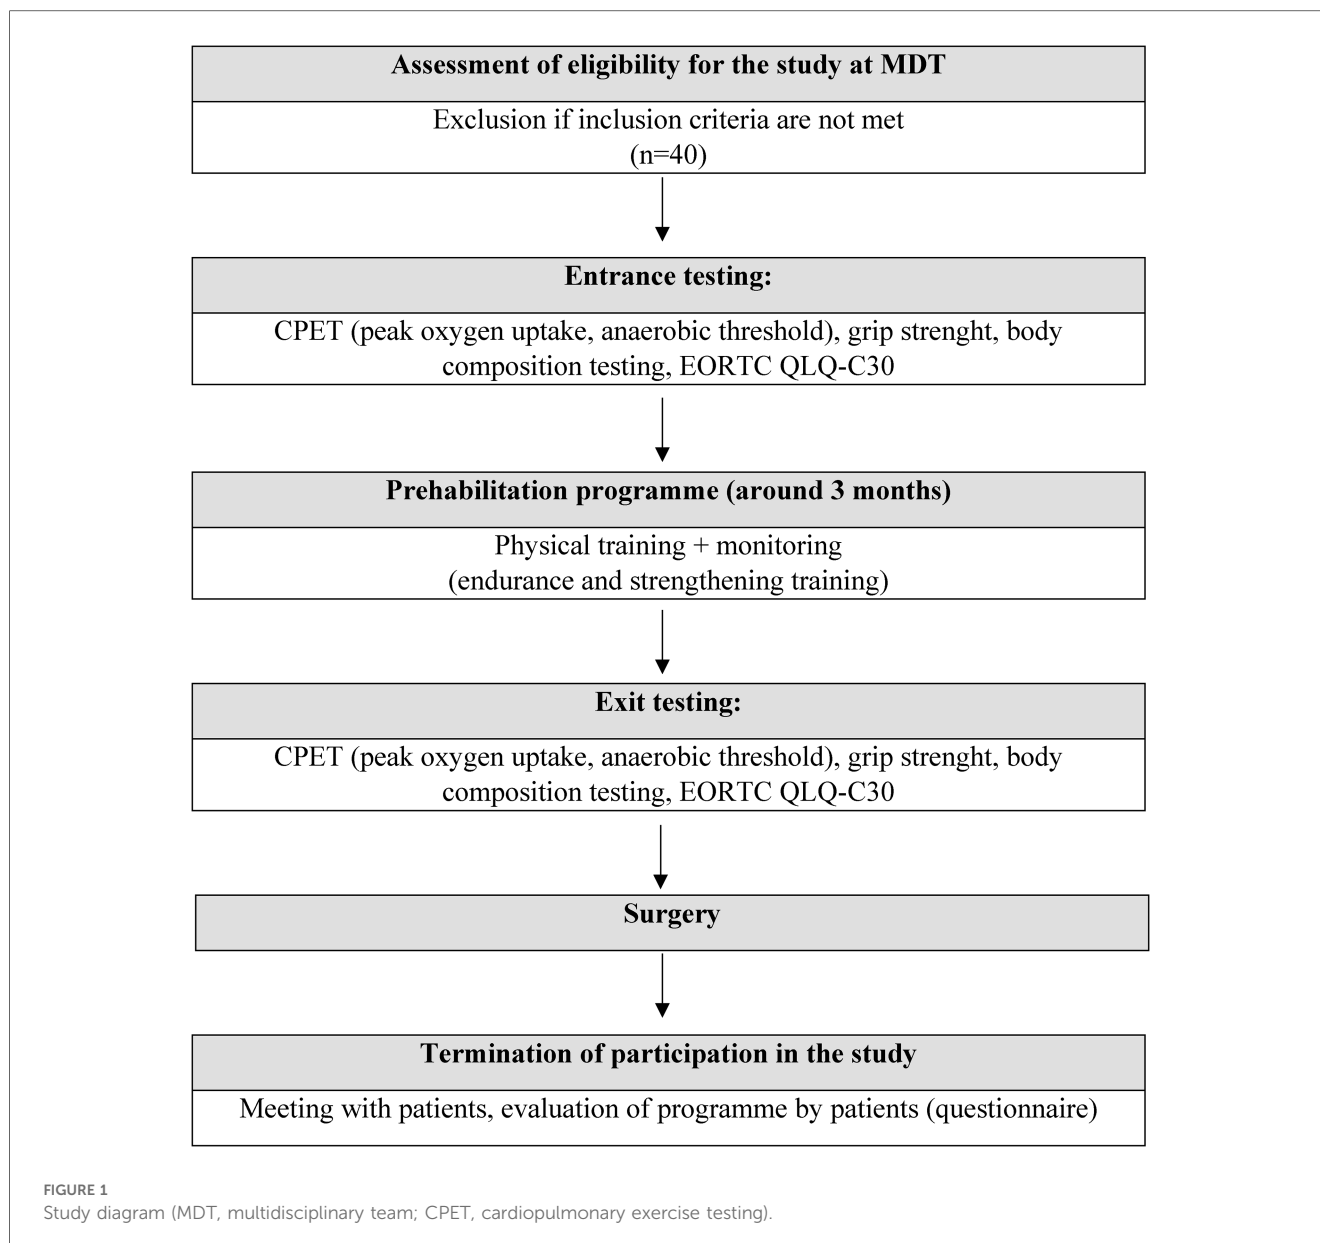 Assessment of eligibility for the study at MDT
Exclusion if inclusion criteria are not met
(n=40)
Entrance testing:
CPET (peak oxygen uptake, anaerobic threshold), grip strenght, body
composition testing, EORTC QLQ-C30
Prehabilitation programme (around 3 months)
Physical training + monitoring
(endurance and strengthening training)
Exit testing:
CPET (peak oxygen uptake, anaerobic threshold), grip strenght, body
composition testing, EORTC QLQ-C30
Surgery
Termination of participation in the study
Meeting with patients, evaluation of programme by patients (questionnaire)
FIGURE 1
Study diagram (MDT, multidisciplinary team; CPET, cardiopulmonary exercise testing).